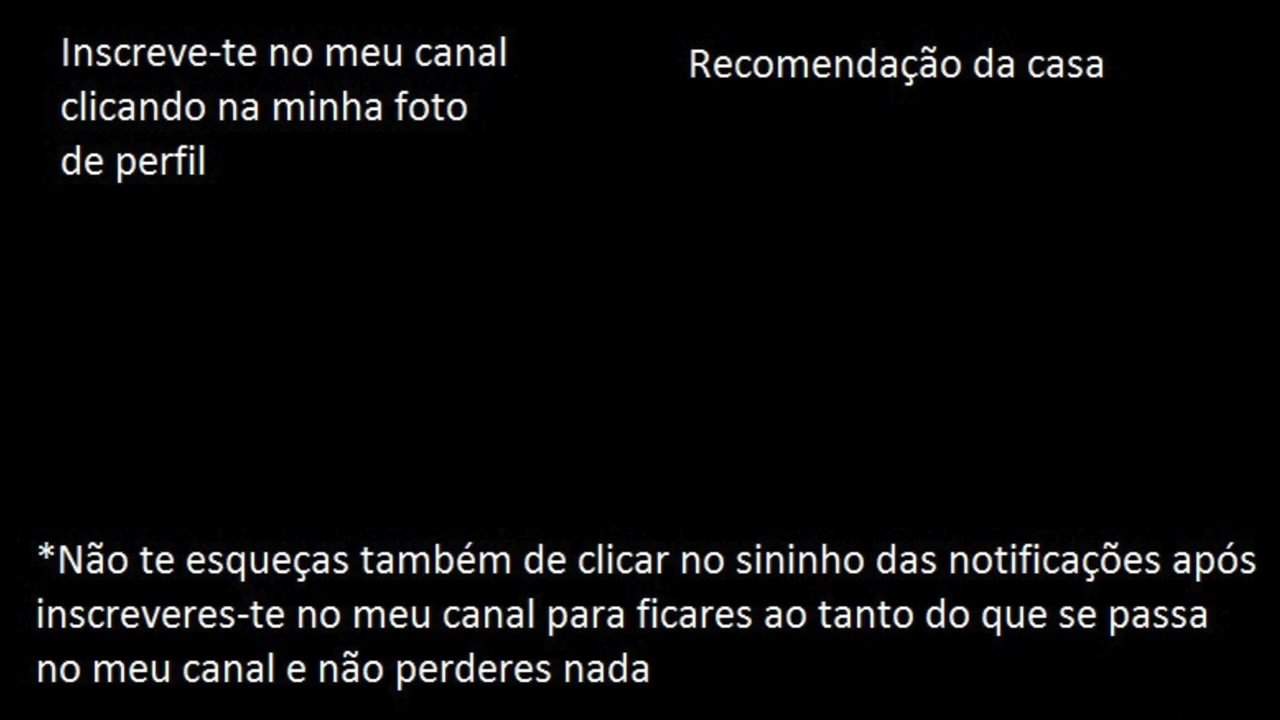 Inscreve-te no meu canal
clicando na minha foto
de perfil
Recomendação da casa
*Não te esqueças também de clicar no sininho das notificações após
inscreveres-te no meu canal para ficares ao tanto do que se passa
no meu canal e não perderes nada